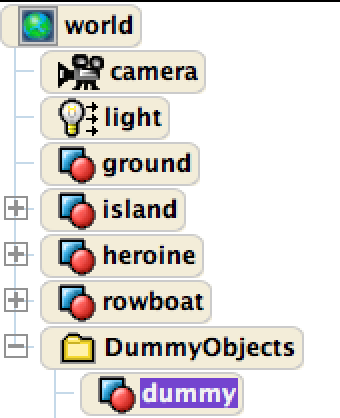 world
camera
light
ground
island
heroine
rowboat
DummyObjects
dummy